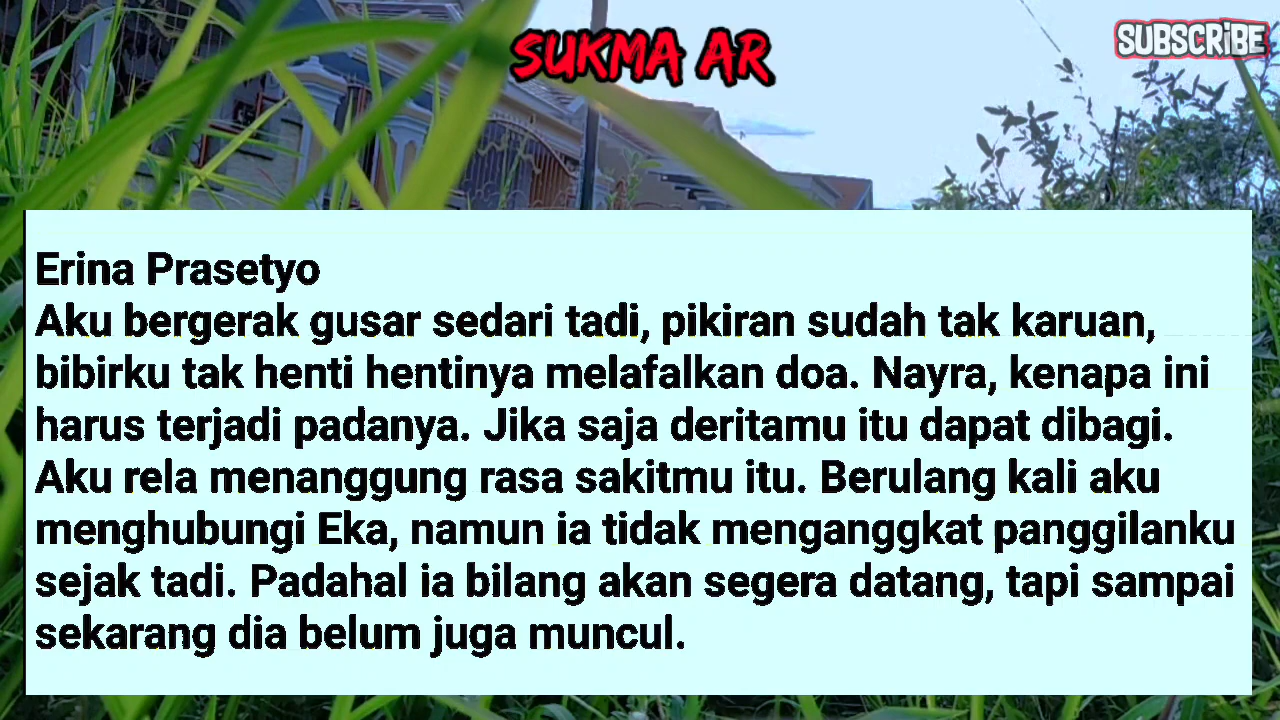 SUKMA AR
SUBSCRiBE
Erina Prasetyo
Aku bergerak gusar sedari tadi, pikiran sudah tak karuan,
bibirku tak henti hentinya melafalkan doa. Nayra, kenapa ini
harus terjadi padanya. Jika saja deritamu itu dapat dibagi.
Aku rela menanggung rasa sakitmu itu. Berulang kali aku
menghubungi Eka, namun ia tidak menganggkat panggilanku
sejak tadi. Padahal ia bilang akan segera datang, tapi sampai
sekarang dia belum juga muncul.